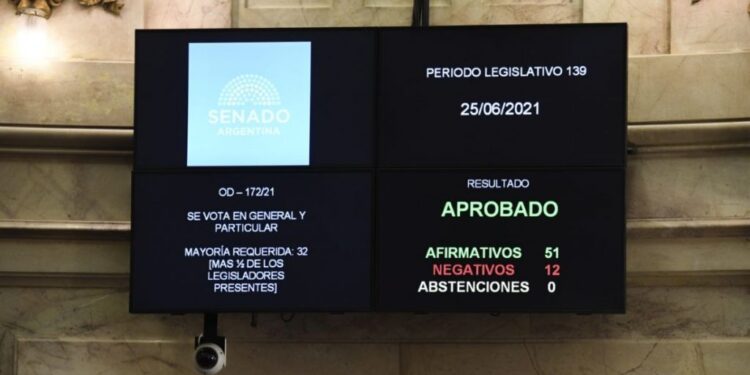 SENADO
ARGENTINA
PERIODO LEGISLATIVO 139
25/06/2021
OD – 172/21
SE VOTA EN GENERAL Y
PARTICULAR
MAYORÍA REQUERIDA: 32
[MAS ½ DE LOS
LEGISLADORES
PRESENTES]
RESULTADO
APROBADO
AFIRMATIVOS 51
NEGATIVOS 12
ABSTENCIONES 0